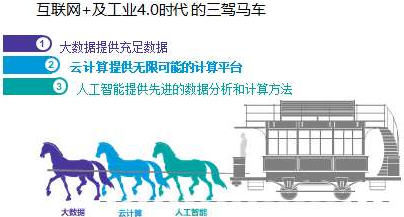 互联网+及工业4.0时代的三驾马车
1 大数据提供充足数据
2 云计算提供无限可能的计算平台
3 人工智能提供先进的数据分析和计算方法
大数据 云计算 人工智能